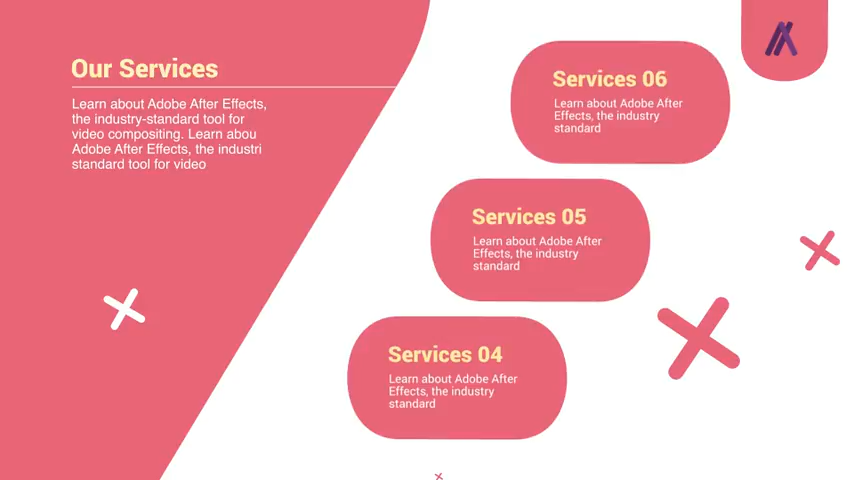 Our Services
Learn about Adobe After Effects,
the industry-standard tool for
video compositing. Learn abou
Adobe After Effects, the industri
standard tool for video
Services 06
Learn about Adobe After
Effects, the industry
standard
Services 05
Learn about Adobe After
Effects, the industry
standard
Services 04
Learn about Adobe After
Effects, the industry
standard